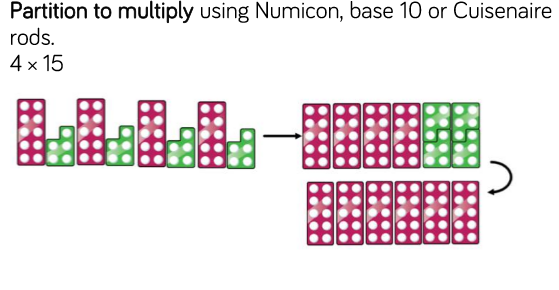 Partition to multiply using Numicon, base 10 or Cuisenaire
rods.
4 × 15